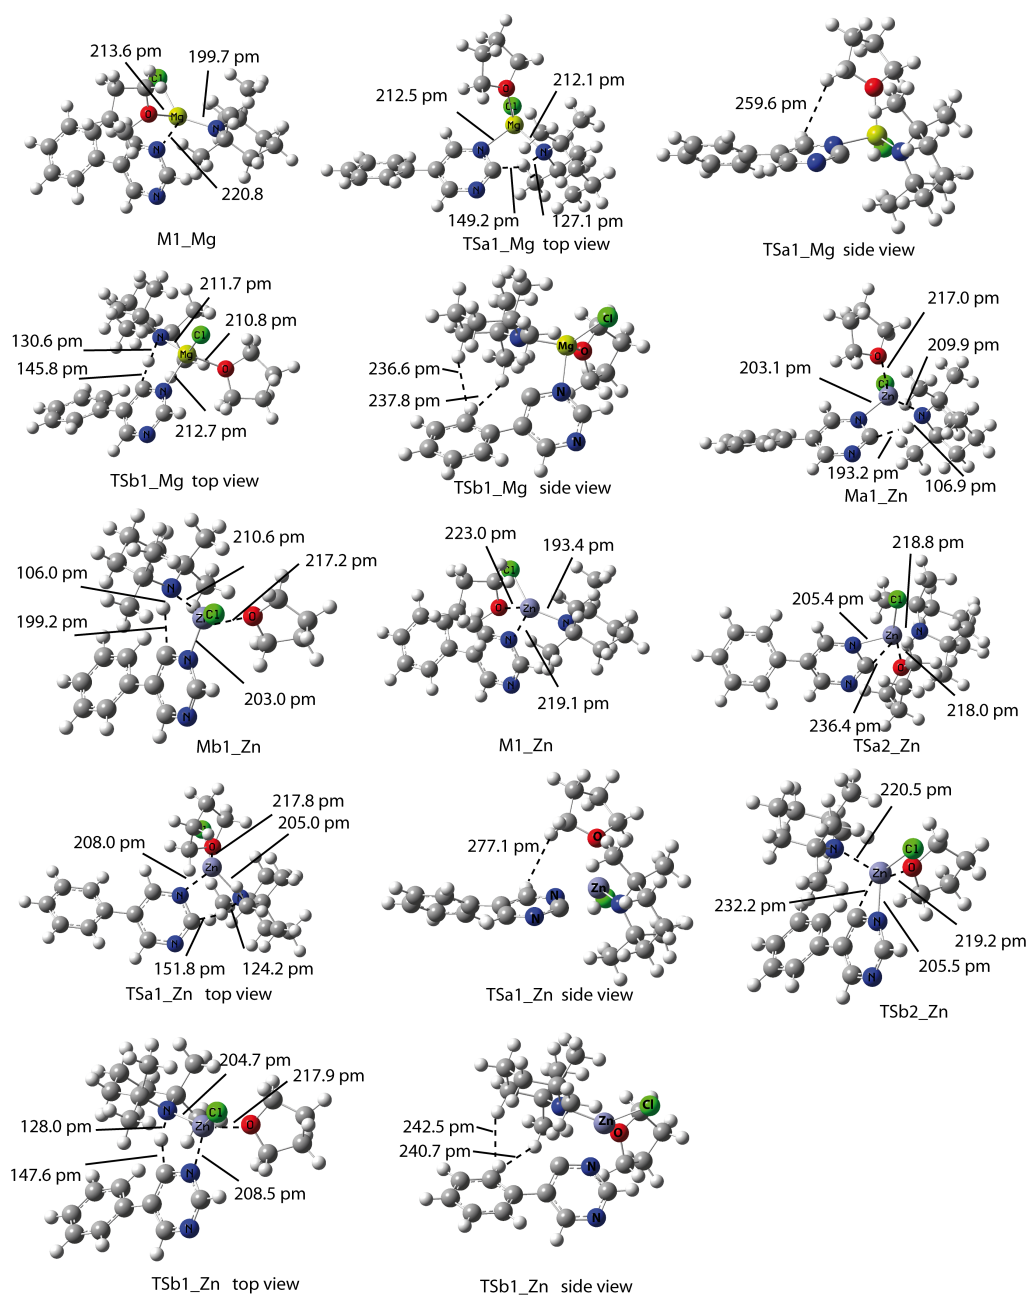 213.6 pm
199.7 pm
Cl
O
Mg
N
N
N
220.8
M1_Mg
212.5 pm
212.1 pm
O
Cl
Mg
N
N
N
149.2 pm
127.1 pm
TSa1_Mg top view
259.6 pm
TSa1_Mg side view
211.7 pm
210.8 pm
130.6 pm
145.8 pm
N
Cl
Mg
O
N
N
212.7 pm
TSb1_Mg top view
236.6 pm
237.8 pm
N
Cl
Mg
O
N
N
TSb1_Mg side view
217.0 pm
209.9 pm
203.1 pm
O
Cl
Zn
N
N
N
193.2 pm
106.9 pm
Ma1_Zn
210.6 pm
217.2 pm
106.0 pm
199.2 pm
N
Zn
Cl
O
N
N
203.0 pm
Mb1_Zn
223.0 pm
193.4 pm
Cl
O
Zn
N
N
N
219.1 pm
M1_Zn
218.8 pm
205.4 pm
Cl
Zn
N
N
N
O
236.4 pm
218.0 pm
TSa2_Zn
217.8 pm
205.0 pm
208.0 pm
O
Zn
N
N
N
151.8 pm
124.2 pm
TSa1_Zn top view
277.1 pm
O
Zn
N
N
TSa1_Zn side view
220.5 pm
N
Cl
Zn
O
N
N
232.2 pm
219.2 pm
205.5 pm
TSb2_Zn
204.7 pm
217.9 pm
128.0 pm
147.6 pm
N
Cl
Zn
O
N
N
208.5 pm
TSb1_Zn top view
242.5 pm
240.7 pm
Cl
Zn
O
N
N
TSb1_Zn side view